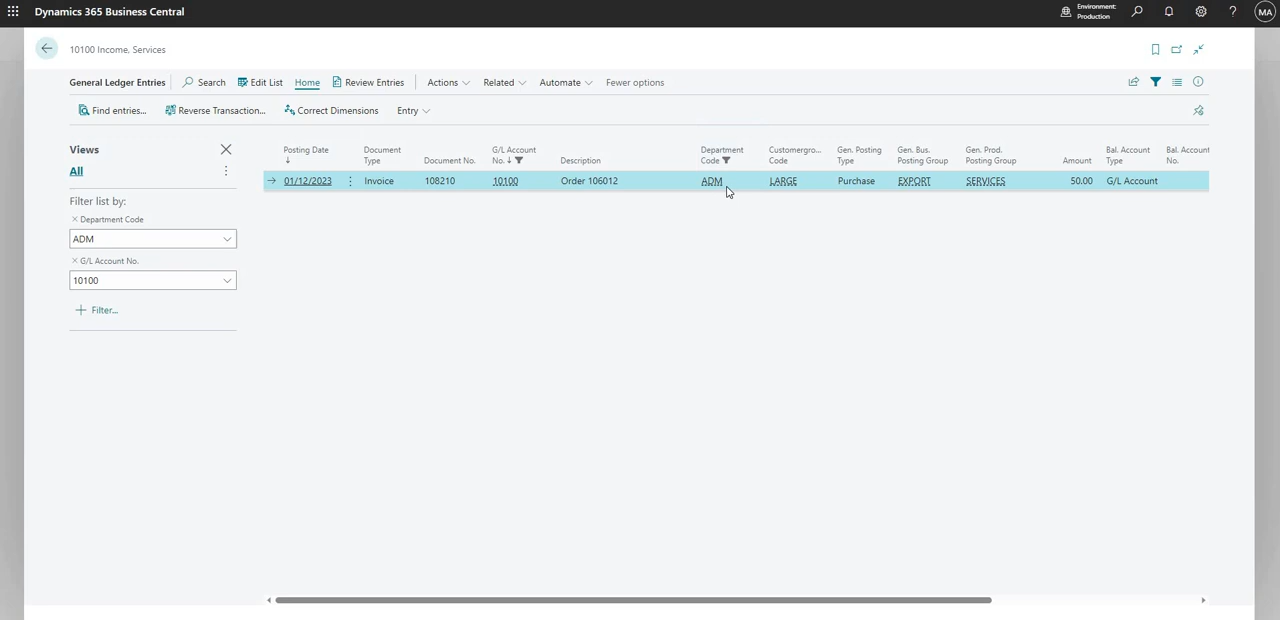 Dynamics 365 Business Central
Environment:
Production
?
MA
10100 Income, Services
General Ledger Entries
Search
Edit List
Home
Review Entries
Actions
Related
Automate
Fewer options
Find entries...
Reverse Transaction...
Correct Dimensions
Entry
Views
All
Filter list by:
× Department Code
ADM
× G/L Account No.
10100
+ Filter...
Posting Date ↓
Document Type
Document No.
G/L Account No. ↓
Description
Department Code
Customergro... Code
Gen. Posting Type
Gen. Bus. Posting Group
Gen. Prod. Posting Group
Amount
Bal. Account Type
Bal. Account No.
→ 01/12/2023 Invoice 108210 10100 Order 106012 ADM LARGE Purchase EXPORT SERVICES 50.00 G/L Account